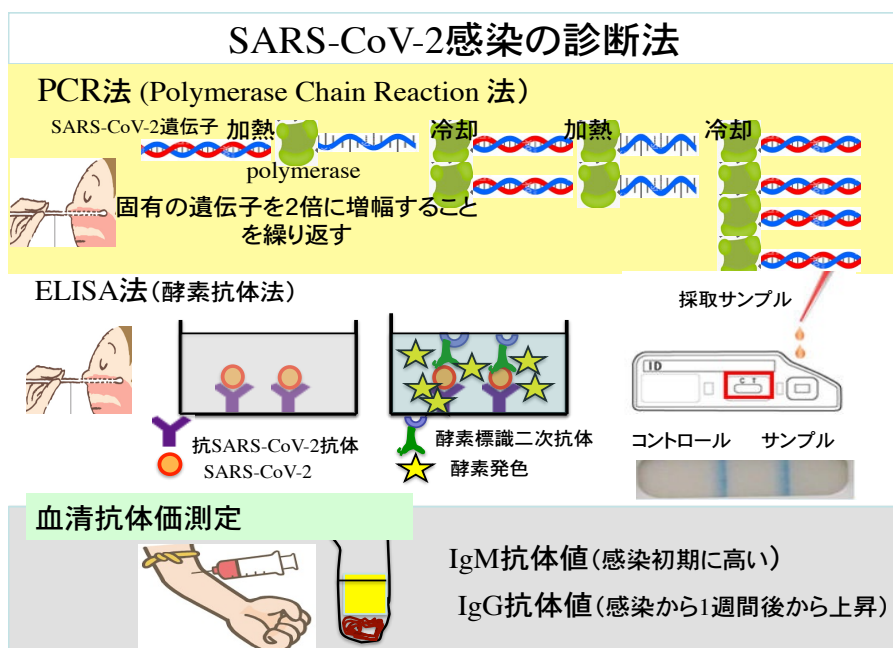 SARS-CoV-2感染の診断法
PCR法 (Polymerase Chain Reaction 法)
SARS-CoV-2遺伝子
加熱
冷却
加熱
冷却
polymerase
固有の遺伝子を2倍に増幅すること
を繰り返す
ELISA法(酵素抗体法)
採取サンプル
ID
C T
抗SARS-CoV-2抗体
SARS-CoV-2
酵素標識二次抗体
酵素発色
コントロール サンプル
血清抗体価測定
IgM抗体値(感染初期に高い)
IgG抗体値(感染から1週間後から上昇)